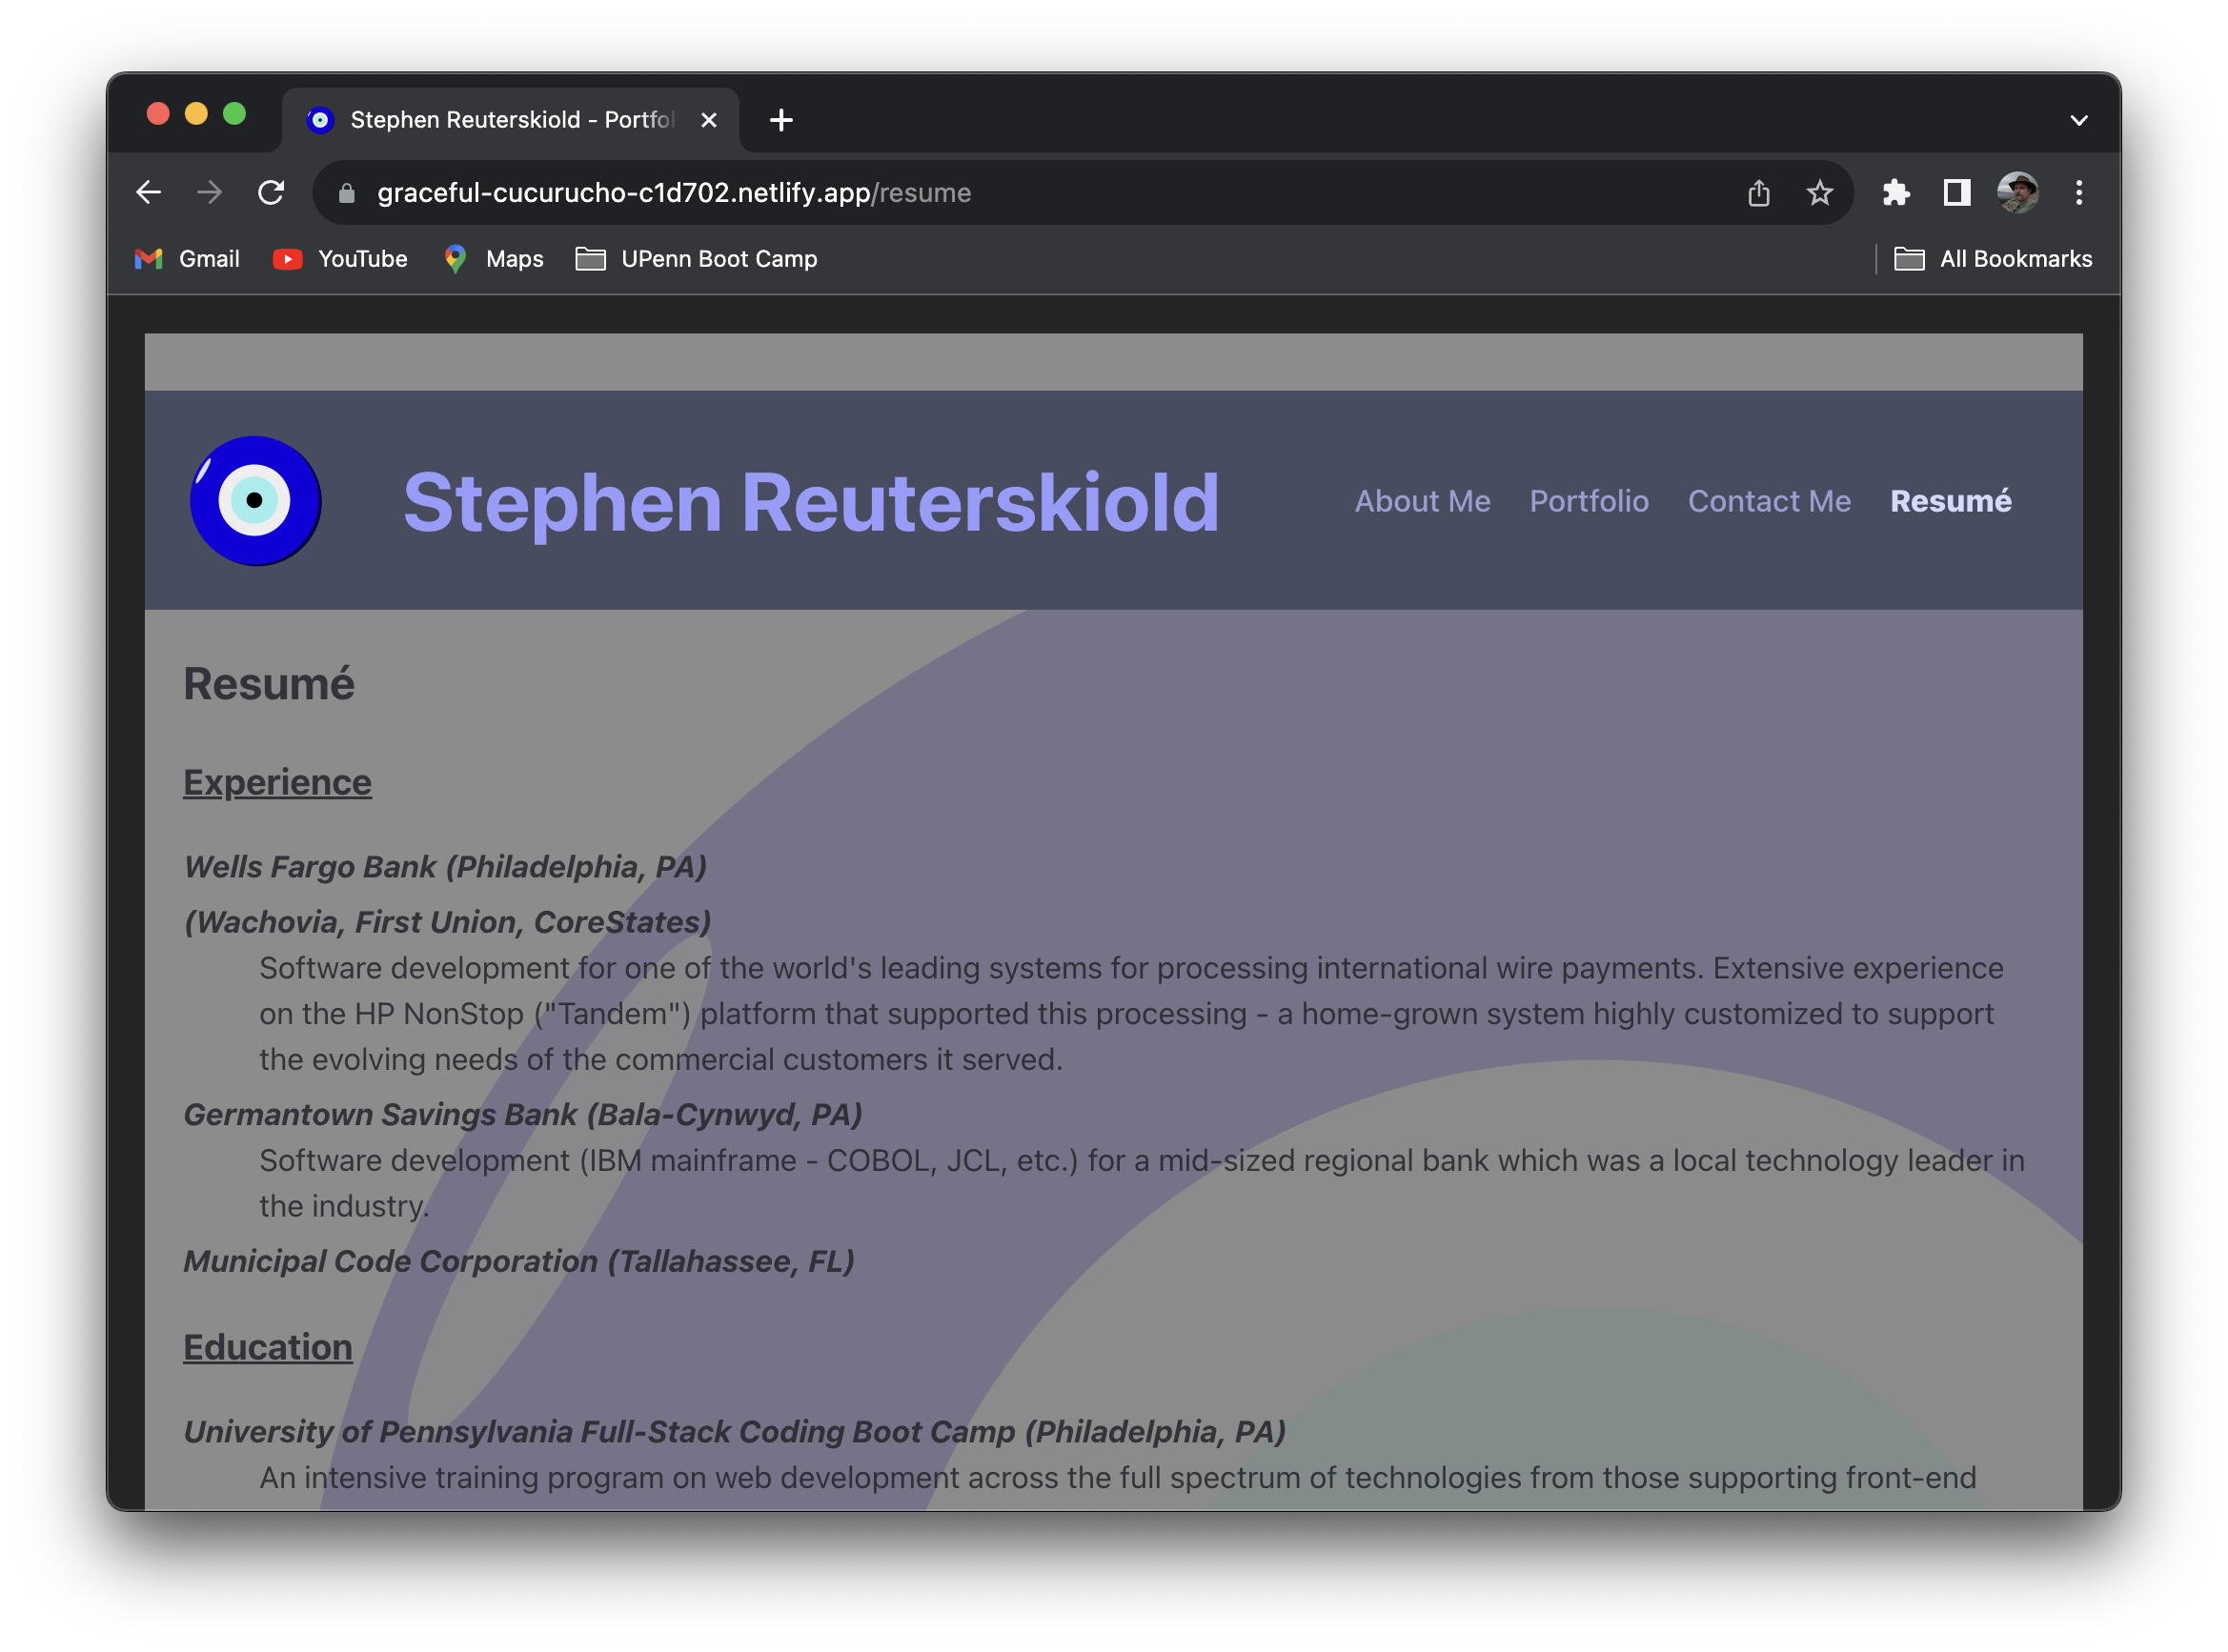 Stephen Reuterskiold - Portfol
graceful-cucurucho-c1d702.netlify.app/resume
Gmail YouTube Maps UPenn Boot Camp All Bookmarks
Stephen Reuterskiold About Me Portfolio Contact Me Resumé
Resumé
Experience
Wells Fargo Bank (Philadelphia, PA)
(Wachovia, First Union, CoreStates)
Software development for one of the world's leading systems for processing international wire payments. Extensive experience
on the HP NonStop ("Tandem") platform that supported this processing - a home-grown system highly customized to support
the evolving needs of the commercial customers it served.
Germantown Savings Bank (Bala-Cynwyd, PA)
Software development (IBM mainframe - COBOL, JCL, etc.) for a mid-sized regional bank which was a local technology leader in
the industry.
Municipal Code Corporation (Tallahassee, FL)
Education
University of Pennsylvania Full-Stack Coding Boot Camp (Philadelphia, PA)
An intensive training program on web development across the full spectrum of technologies from those supporting front-end